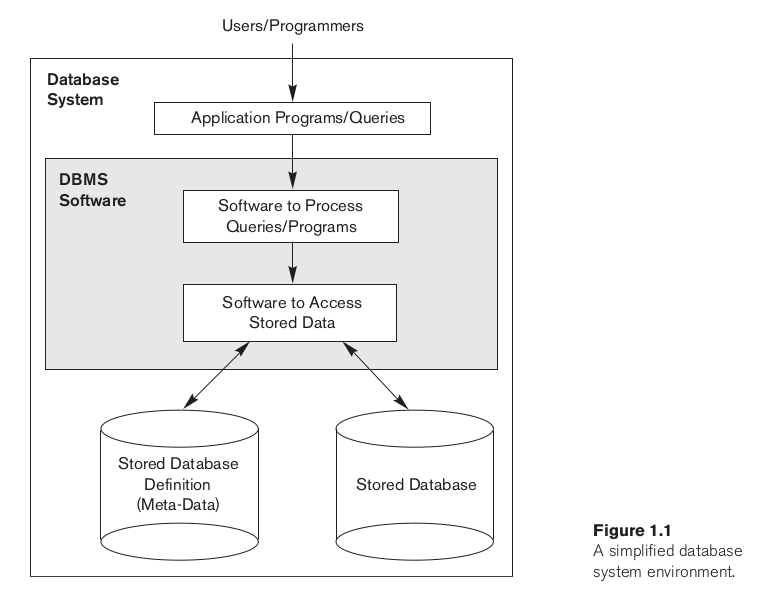 Users/Programmers
Database
System
Application Programs/Queries
DBMS
Software
Software to Process
Queries/Programs
Software to Access
Stored Data
Stored Database
Definition
(Meta-Data)
Stored Database
Figure 1.1
A simplified database
system environment.